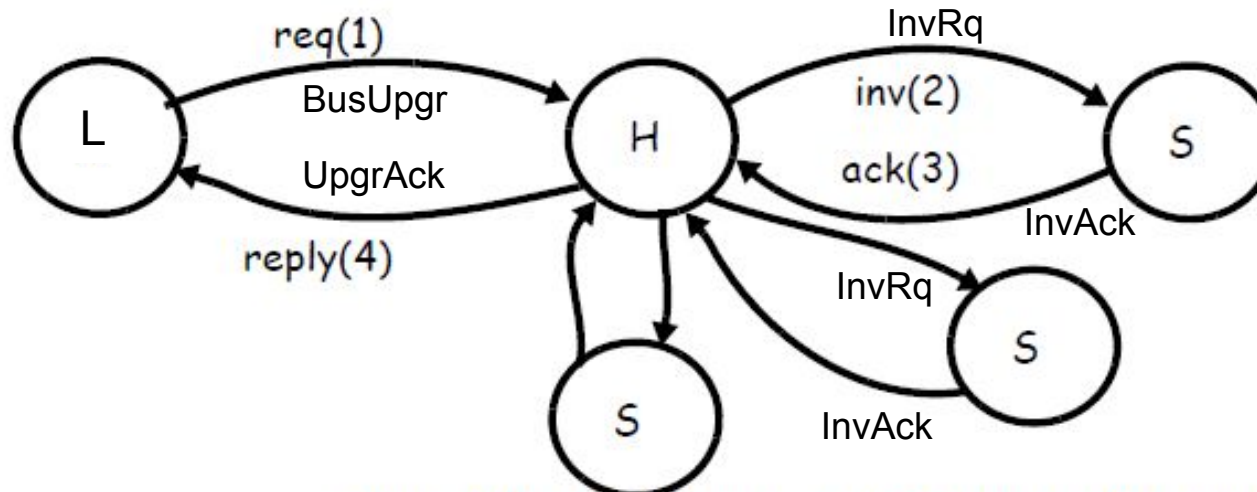 req(1)
InvRq
L
BusUpgr
H
inv(2)
S
UpgrAck
ack(3)
InvAck
reply(4)
InvRq
S
InvAck
S